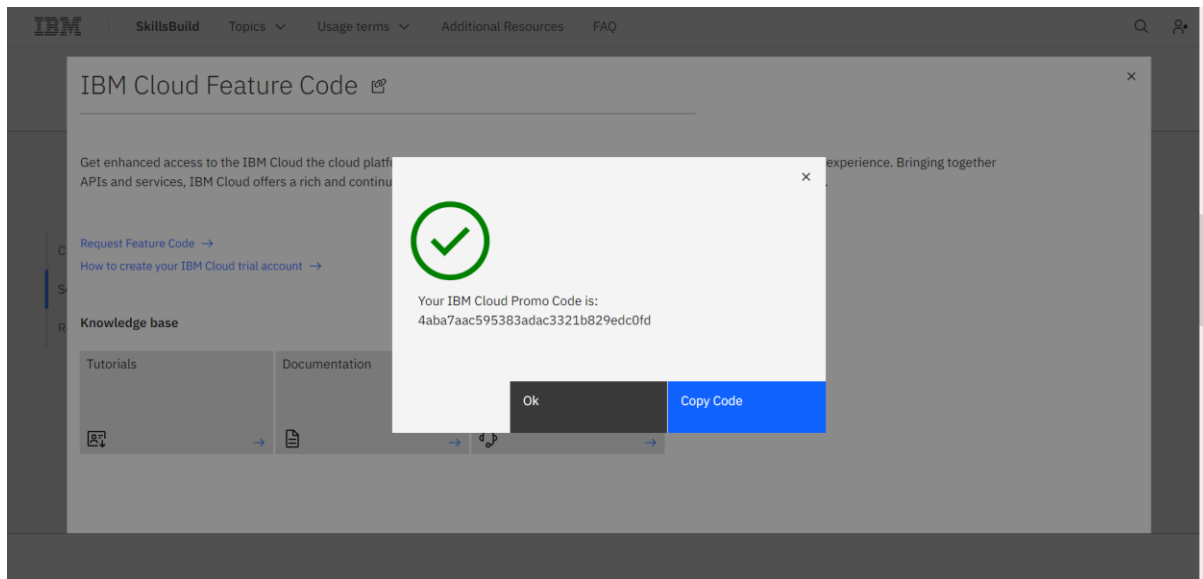 IBM SkillsBuild Topics Usage terms Additional Resources FAQ
IBM Cloud Feature Code
Get enhanced access to the IBM Cloud the cloud platf experience. Bringing together
APIs and services, IBM Cloud offers a rich and continu
Request Feature Code →
How to create your IBM Cloud trial account →
Knowledge base
Tutorials
Documentation
Your IBM Cloud Promo Code is:
4aba7aac595383adac3321b829edc0fd
Ok
Copy Code